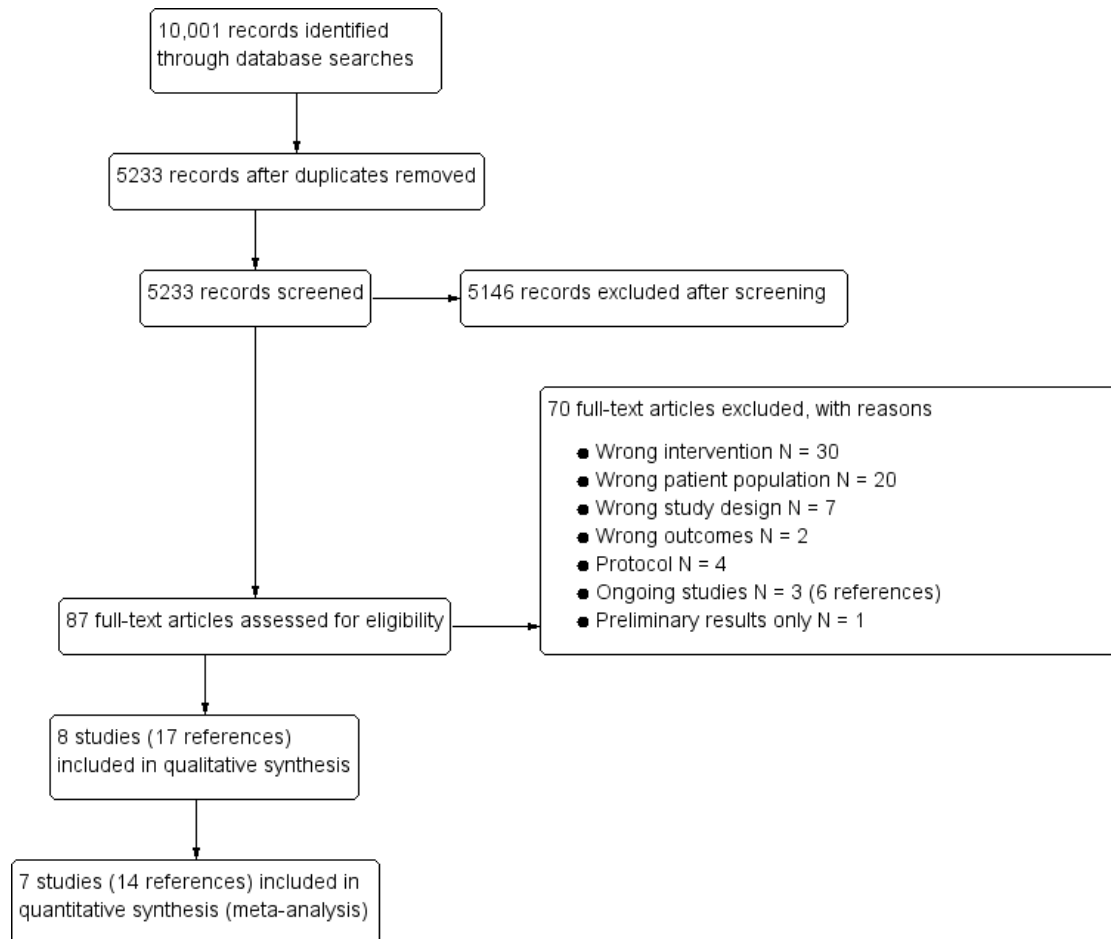 10,001 records identified
through database searches
5233 records after duplicates removed
5233 records screened
5146 records excluded after screening
70 full-text articles excluded, with reasons
● Wrong intervention N = 30
● Wrong patient population N = 20
● Wrong study design N = 7
● Wrong outcomes N = 2
● Protocol N = 4
● Ongoing studies N = 3 (6 references)
● Preliminary results only N = 1
87 full-text articles assessed for eligibility
8 studies (17 references)
included in qualitative synthesis
7 studies (14 references) included in
quantitative synthesis (meta-analysis)